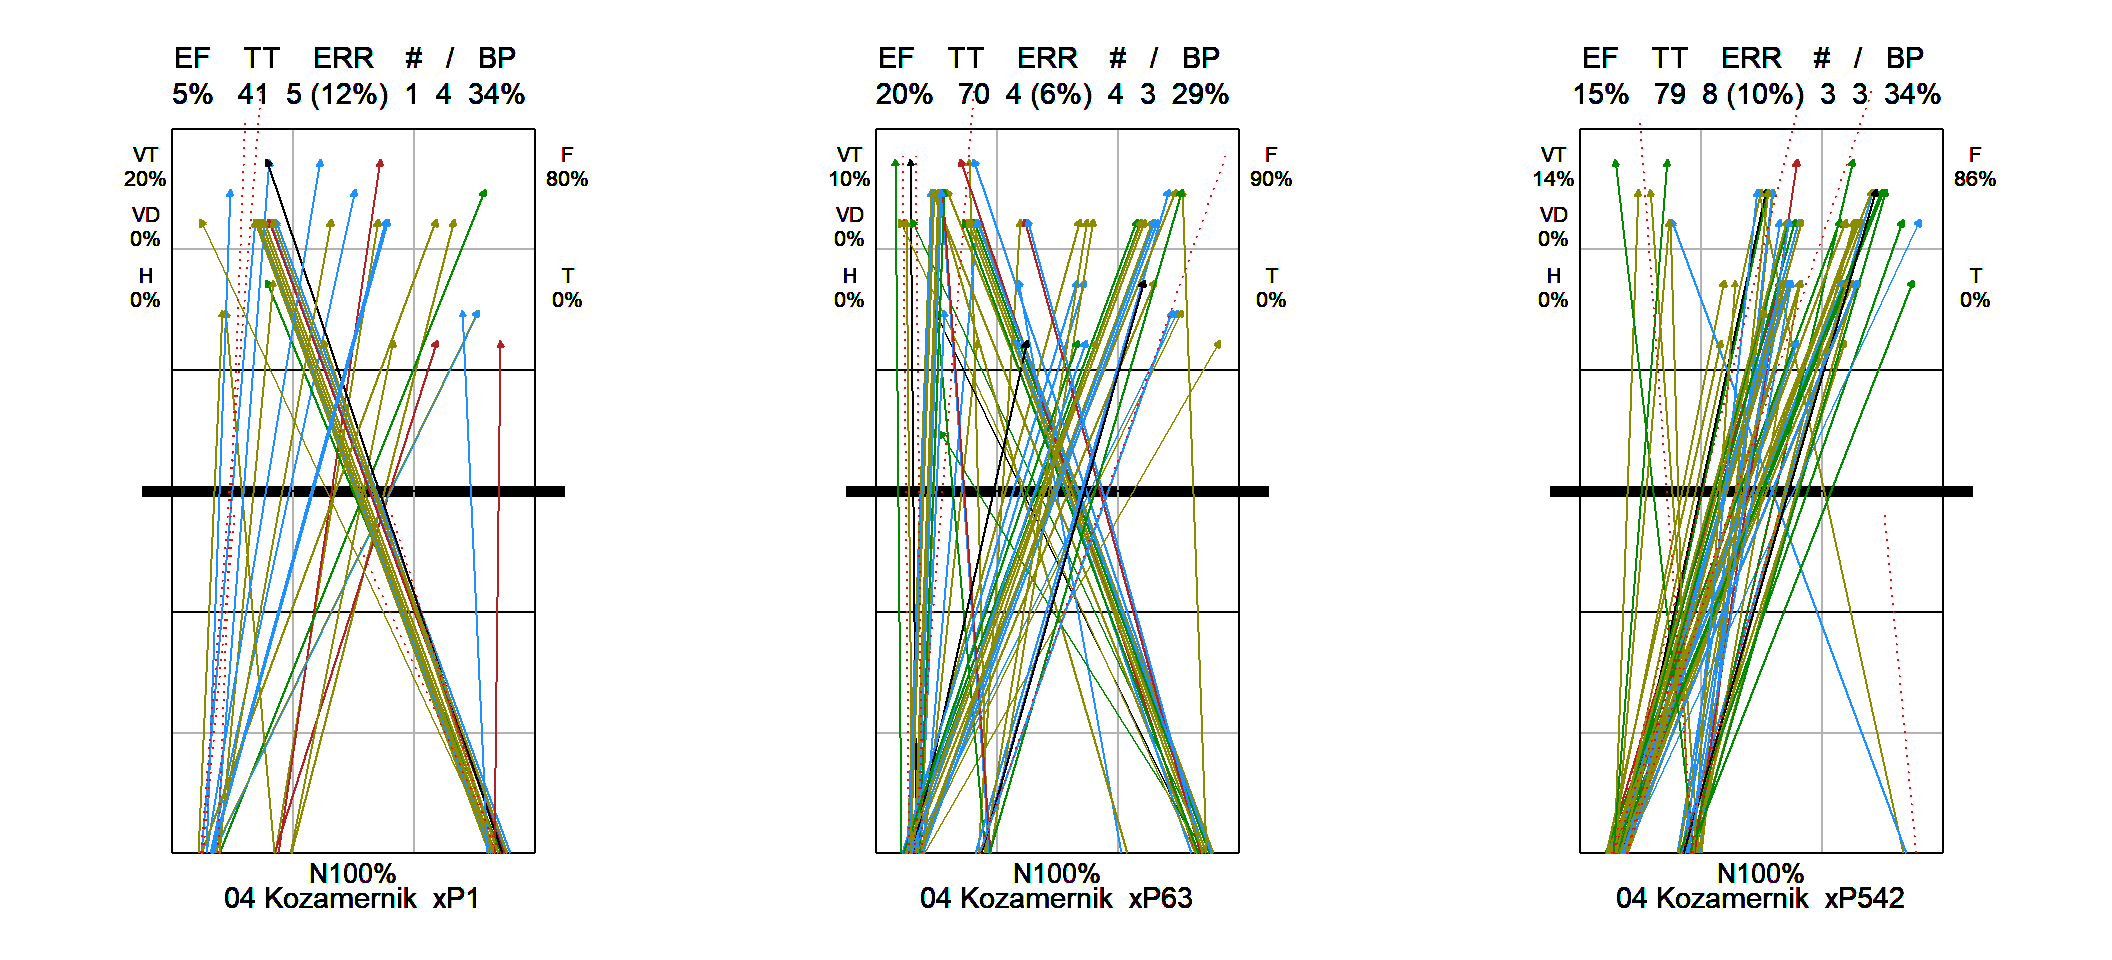 EF TT ERR # / BP
5% 41 5 (12%) 1 4 34%
VT
20%
F
80%
VD
0%
H
0%
T
0%
N100%
04 Kozamernik xP1
EF TT ERR # / BP
20% 70 4 (6%) 4 3 29%
VT
10%
F
90%
VD
0%
H
0%
T
0%
N100%
04 Kozamernik xP63
EF TT ERR # / BP
15% 79 8 (10%) 3 3 34%
VT
14%
F
86%
VD
0%
H
0%
T
0%
N100%
04 Kozamernik xP542